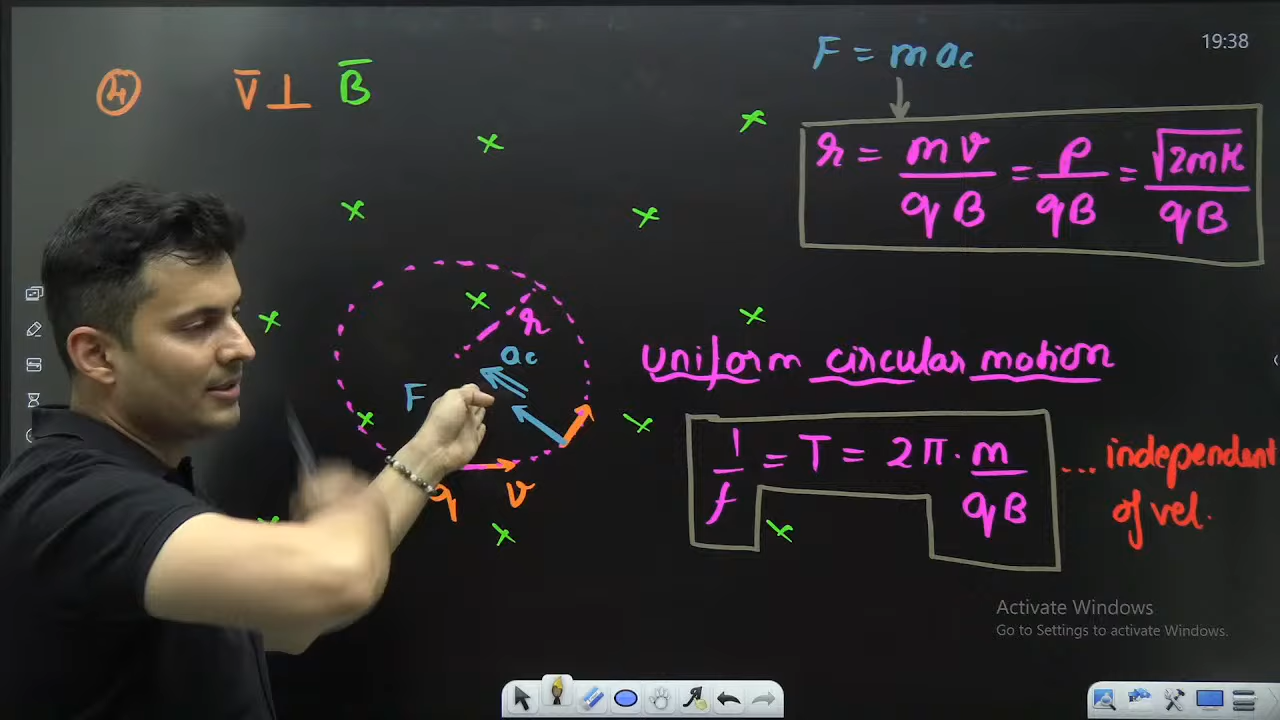 19:38
④ V̄ ⊥ B̄
F = m ac
r = mv/qB = P/qB = √2mK/qB
r
ac
F
q v
uniform circular motion
1/f = T = 2π · m/qB ... independent
of vel.
Activate Windows
Go to Settings to activate Windows.